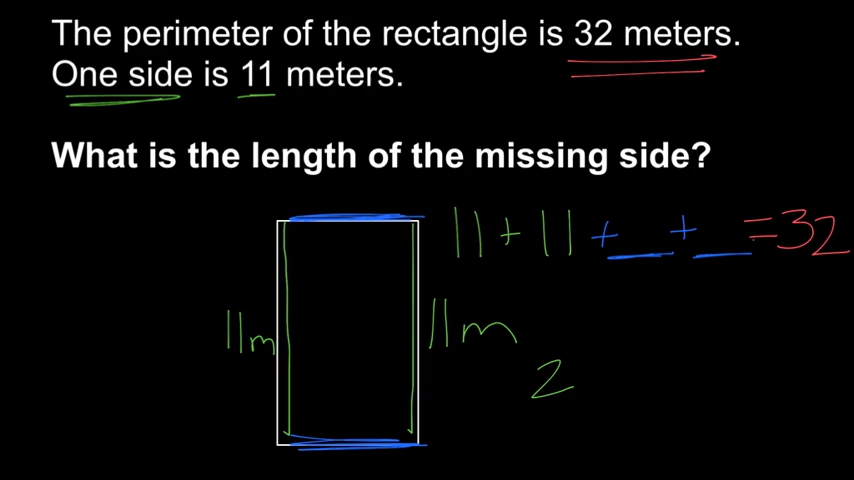 The perimeter of the rectangle is 32 meters.
One side is 11 meters.
What is the length of the missing side?
11 + 11 + __ + __ = 32
11m
11m
2